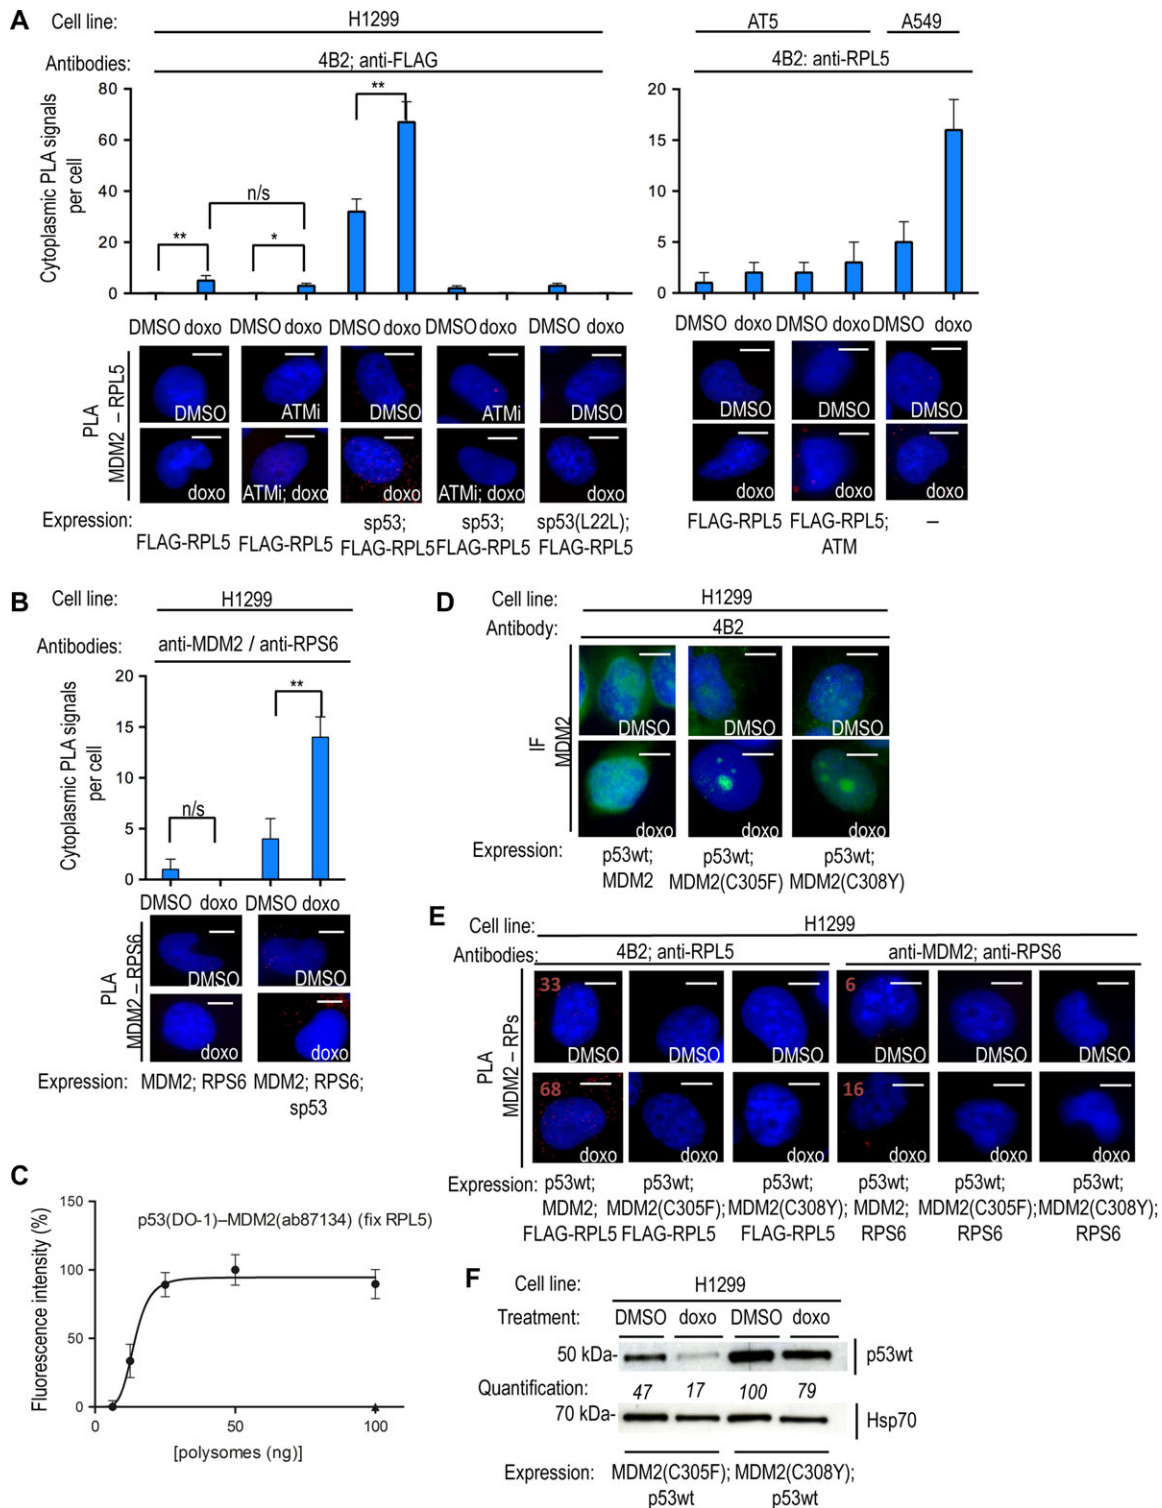 A
Cell line:
H1299
AT5
A549
Antibodies:
4B2; anti-FLAG
4B2: anti-RPL5
Cytoplasmic PLA signals
per cell
80
60
40
20
0
**
n/s
*
**
20
15
10
5
0
DMSO doxo DMSO doxo DMSO doxo DMSO doxo DMSO doxo
DMSO doxo DMSO doxo DMSO doxo
PLA
MDM2 – RPL5
DMSO
ATMi
DMSO
ATMi
DMSO
DMSO
DMSO
DMSO
doxo
ATMi; doxo
doxo
ATMi; doxo
doxo
doxo
doxo
doxo
Expression:
FLAG-RPL5
FLAG-RPL5
sp53;
FLAG-RPL5
sp53;
FLAG-RPL5
sp53(L22L);
FLAG-RPL5
FLAG-RPL5
FLAG-RPL5;
ATM
–
B
Cell line:
H1299
Antibodies:
anti-MDM2 / anti-RPS6
Cytoplasmic PLA signals
per cell
20
15
10
5
0
n/s
**
DMSO doxo DMSO doxo
PLA
MDM2 – RPS6
DMSO
DMSO
doxo
doxo
Expression:
MDM2; RPS6
MDM2; RPS6;
sp53
C
Fluorescence intensity (%)
150
100
50
0
p53(DO-1)–MDM2(ab87134) (fix RPL5)
0
50
100
[polysomes (ng)]
D
Cell line:
H1299
Antibody:
4B2
IF
MDM2
DMSO
DMSO
DMSO
doxo
doxo
doxo
Expression:
p53wt;
MDM2
p53wt;
MDM2(C305F)
p53wt;
MDM2(C308Y)
E
Cell line:
H1299
Antibodies:
4B2; anti-RPL5
anti-MDM2; anti-RPS6
PLA
MDM2 – RPs
33
DMSO
DMSO
DMSO
6
DMSO
DMSO
DMSO
68
doxo
doxo
doxo
16
doxo
doxo
doxo
Expression:
p53wt;
MDM2;
FLAG-RPL5
p53wt;
MDM2(C305F);
FLAG-RPL5
p53wt;
MDM2(C308Y);
FLAG-RPL5
p53wt;
MDM2;
RPS6
p53wt;
MDM2(C305F);
RPS6
p53wt;
MDM2(C308Y);
RPS6
F
Cell line:
H1299
Treatment:
DMSO doxo DMSO doxo
50 kDa-
p53wt
Quantification:
47 17 100 79
70 kDa-
Hsp70
Expression:
MDM2(C305F);
p53wt
MDM2(C308Y);
p53wt